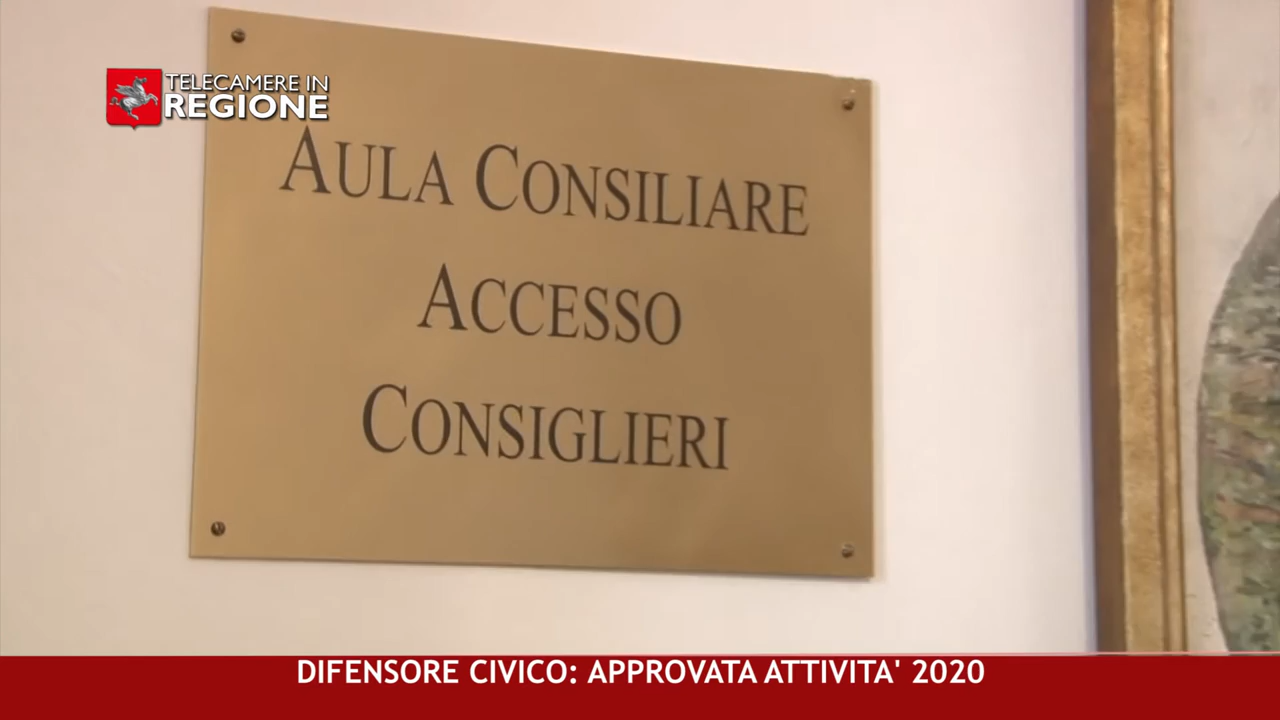 TELECAMERE IN
REGIONE
AULA CONSILIARE
ACCESSO
CONSIGLIERI
DIFENSORE CIVICO: APPROVATA ATTIVITA' 2020